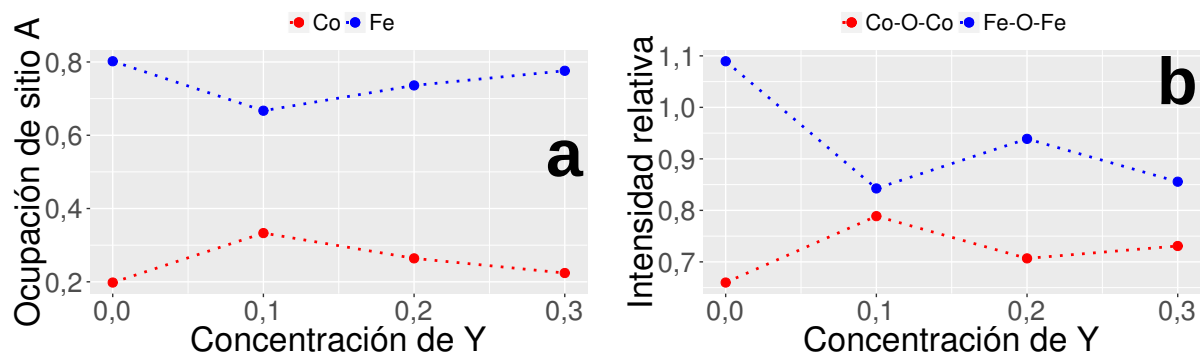 Co Fe
Ocupación de sitio A
0,8
0,6
0,4
0,2
a
0,0 0,1 0,2 0,3
Concentración de Y
Co-O-Co Fe-O-Fe
Intensidad relativa
1,1
1,0
0,9
0,8
0,7
b
0,0 0,1 0,2 0,3
Concentración de Y